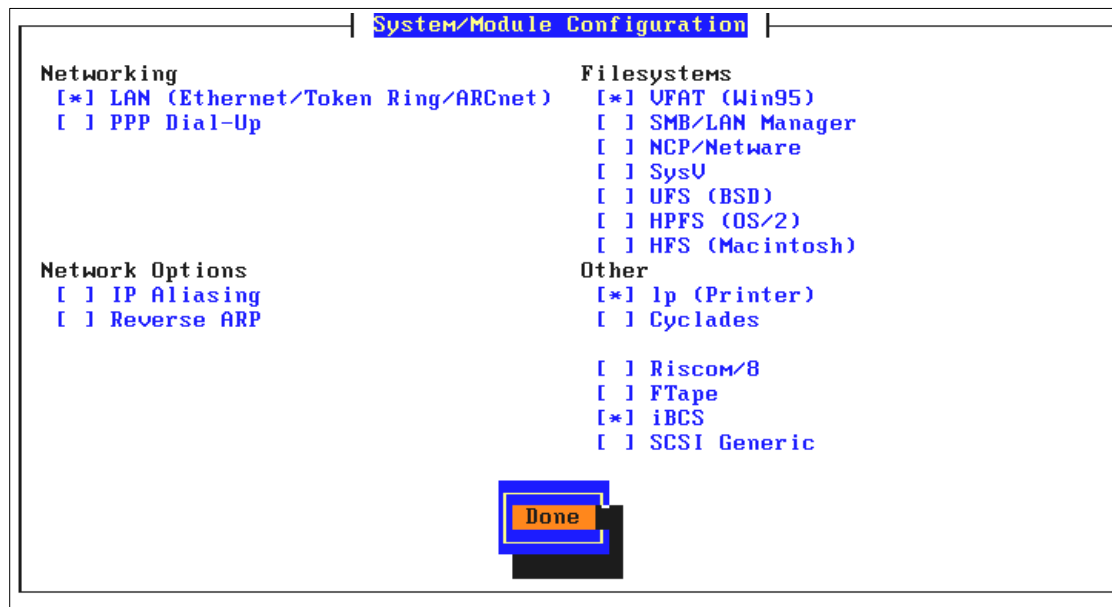 System/Module Configuration
Networking
[*] LAN (Ethernet/Token Ring/ARCnet)
[ ] PPP Dial-Up
Filesystems
[*] VFAT (Win95)
[ ] SMB/LAN Manager
[ ] NCP/Netware
[ ] SysV
[ ] UFS (BSD)
[ ] HPFS (OS/2)
[ ] HFS (Macintosh)
Network Options
[ ] IP Aliasing
[ ] Reverse ARP
Other
[*] lp (Printer)
[ ] Cyclades
[ ] Riscom/8
[ ] FTape
[*] iBCS
[ ] SCSI Generic
Done